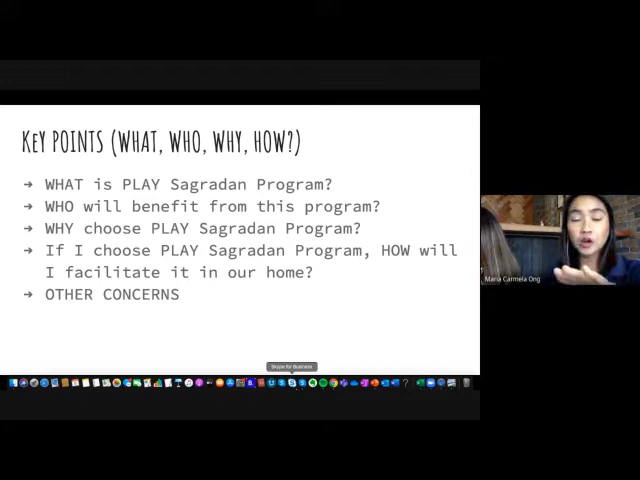 KEY POINTS (WHAT, WHO, WHY, HOW?)
➔ WHAT is PLAY Sagradan Program?
➔ WHO will benefit from this program?
➔ WHY choose PLAY Sagradan Program?
➔ If I choose PLAY Sagradan Program, HOW will
I facilitate it in our home?
➔ OTHER CONCERNS
Maria Carmela Ong
Skype for Business